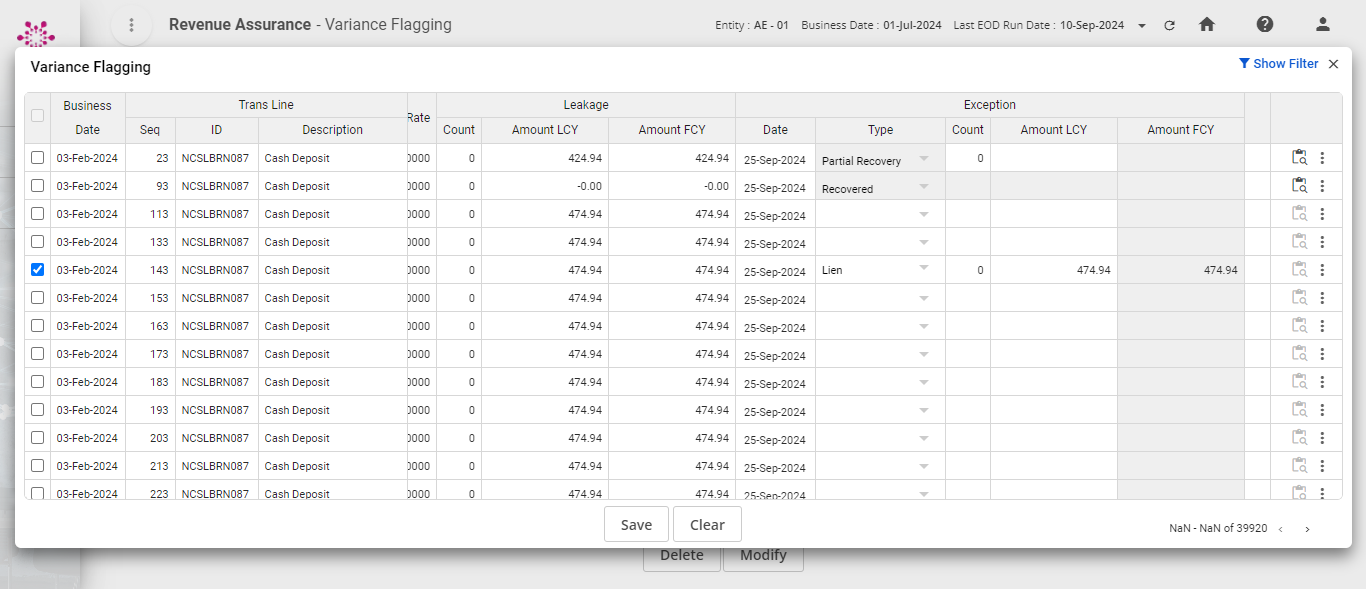 Revenue Assurance - Variance Flagging Entity : AE - 01 Business Date : 01-Jul-2024 Last EOD Run Date : 10-Sep-2024
Variance Flagging Show Filter
Business Date Trans Line Rate Leakage Exception
Seq ID Description Count Amount LCY Amount FCY Date Type Count Amount LCY Amount FCY
03-Feb-2024 23 NCSLBRN087 Cash Deposit 0000 0 424.94 424.94 25-Sep-2024 Partial Recovery 0
03-Feb-2024 93 NCSLBRN087 Cash Deposit 0000 0 -0.00 -0.00 25-Sep-2024 Recovered
03-Feb-2024 113 NCSLBRN087 Cash Deposit 0000 0 474.94 474.94 25-Sep-2024
03-Feb-2024 133 NCSLBRN087 Cash Deposit 0000 0 474.94 474.94 25-Sep-2024
03-Feb-2024 143 NCSLBRN087 Cash Deposit 0000 0 474.94 474.94 25-Sep-2024 Lien 0 474.94 474.94
03-Feb-2024 153 NCSLBRN087 Cash Deposit 0000 0 474.94 474.94 25-Sep-2024
03-Feb-2024 163 NCSLBRN087 Cash Deposit 0000 0 474.94 474.94 25-Sep-2024
03-Feb-2024 173 NCSLBRN087 Cash Deposit 0000 0 474.94 474.94 25-Sep-2024
03-Feb-2024 183 NCSLBRN087 Cash Deposit 0000 0 474.94 474.94 25-Sep-2024
03-Feb-2024 193 NCSLBRN087 Cash Deposit 0000 0 474.94 474.94 25-Sep-2024
03-Feb-2024 203 NCSLBRN087 Cash Deposit 0000 0 474.94 474.94 25-Sep-2024
03-Feb-2024 213 NCSLBRN087 Cash Deposit 0000 0 474.94 474.94 25-Sep-2024
03-Feb-2024 223 NCSLBRN087 Cash Deposit 0000 0 474.94 474.94 25-Sep-2024
Save Clear NaN - NaN of 39920
Delete Modify